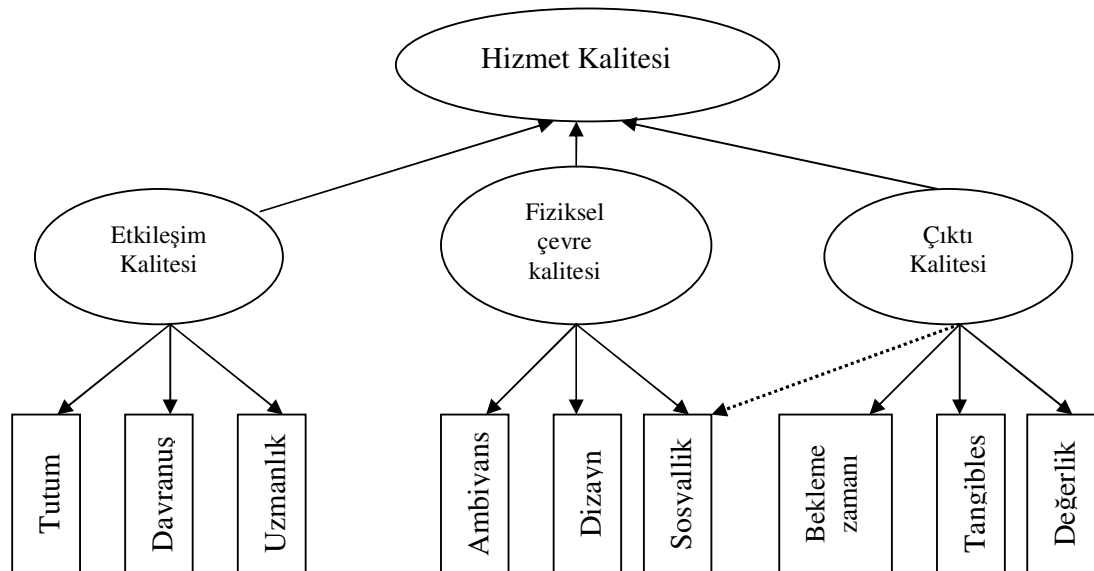 Hizmet Kalitesi
Etkileşim
Kalitesi
Fiziksel
çevre
kalitesi
Çıktı
Kalitesi
Tutum
Davranuş
Uzmanlık
Ambiyans
Dizayn
Sosyallik
Bekleme
zamanı
Tangibles
Değerlik